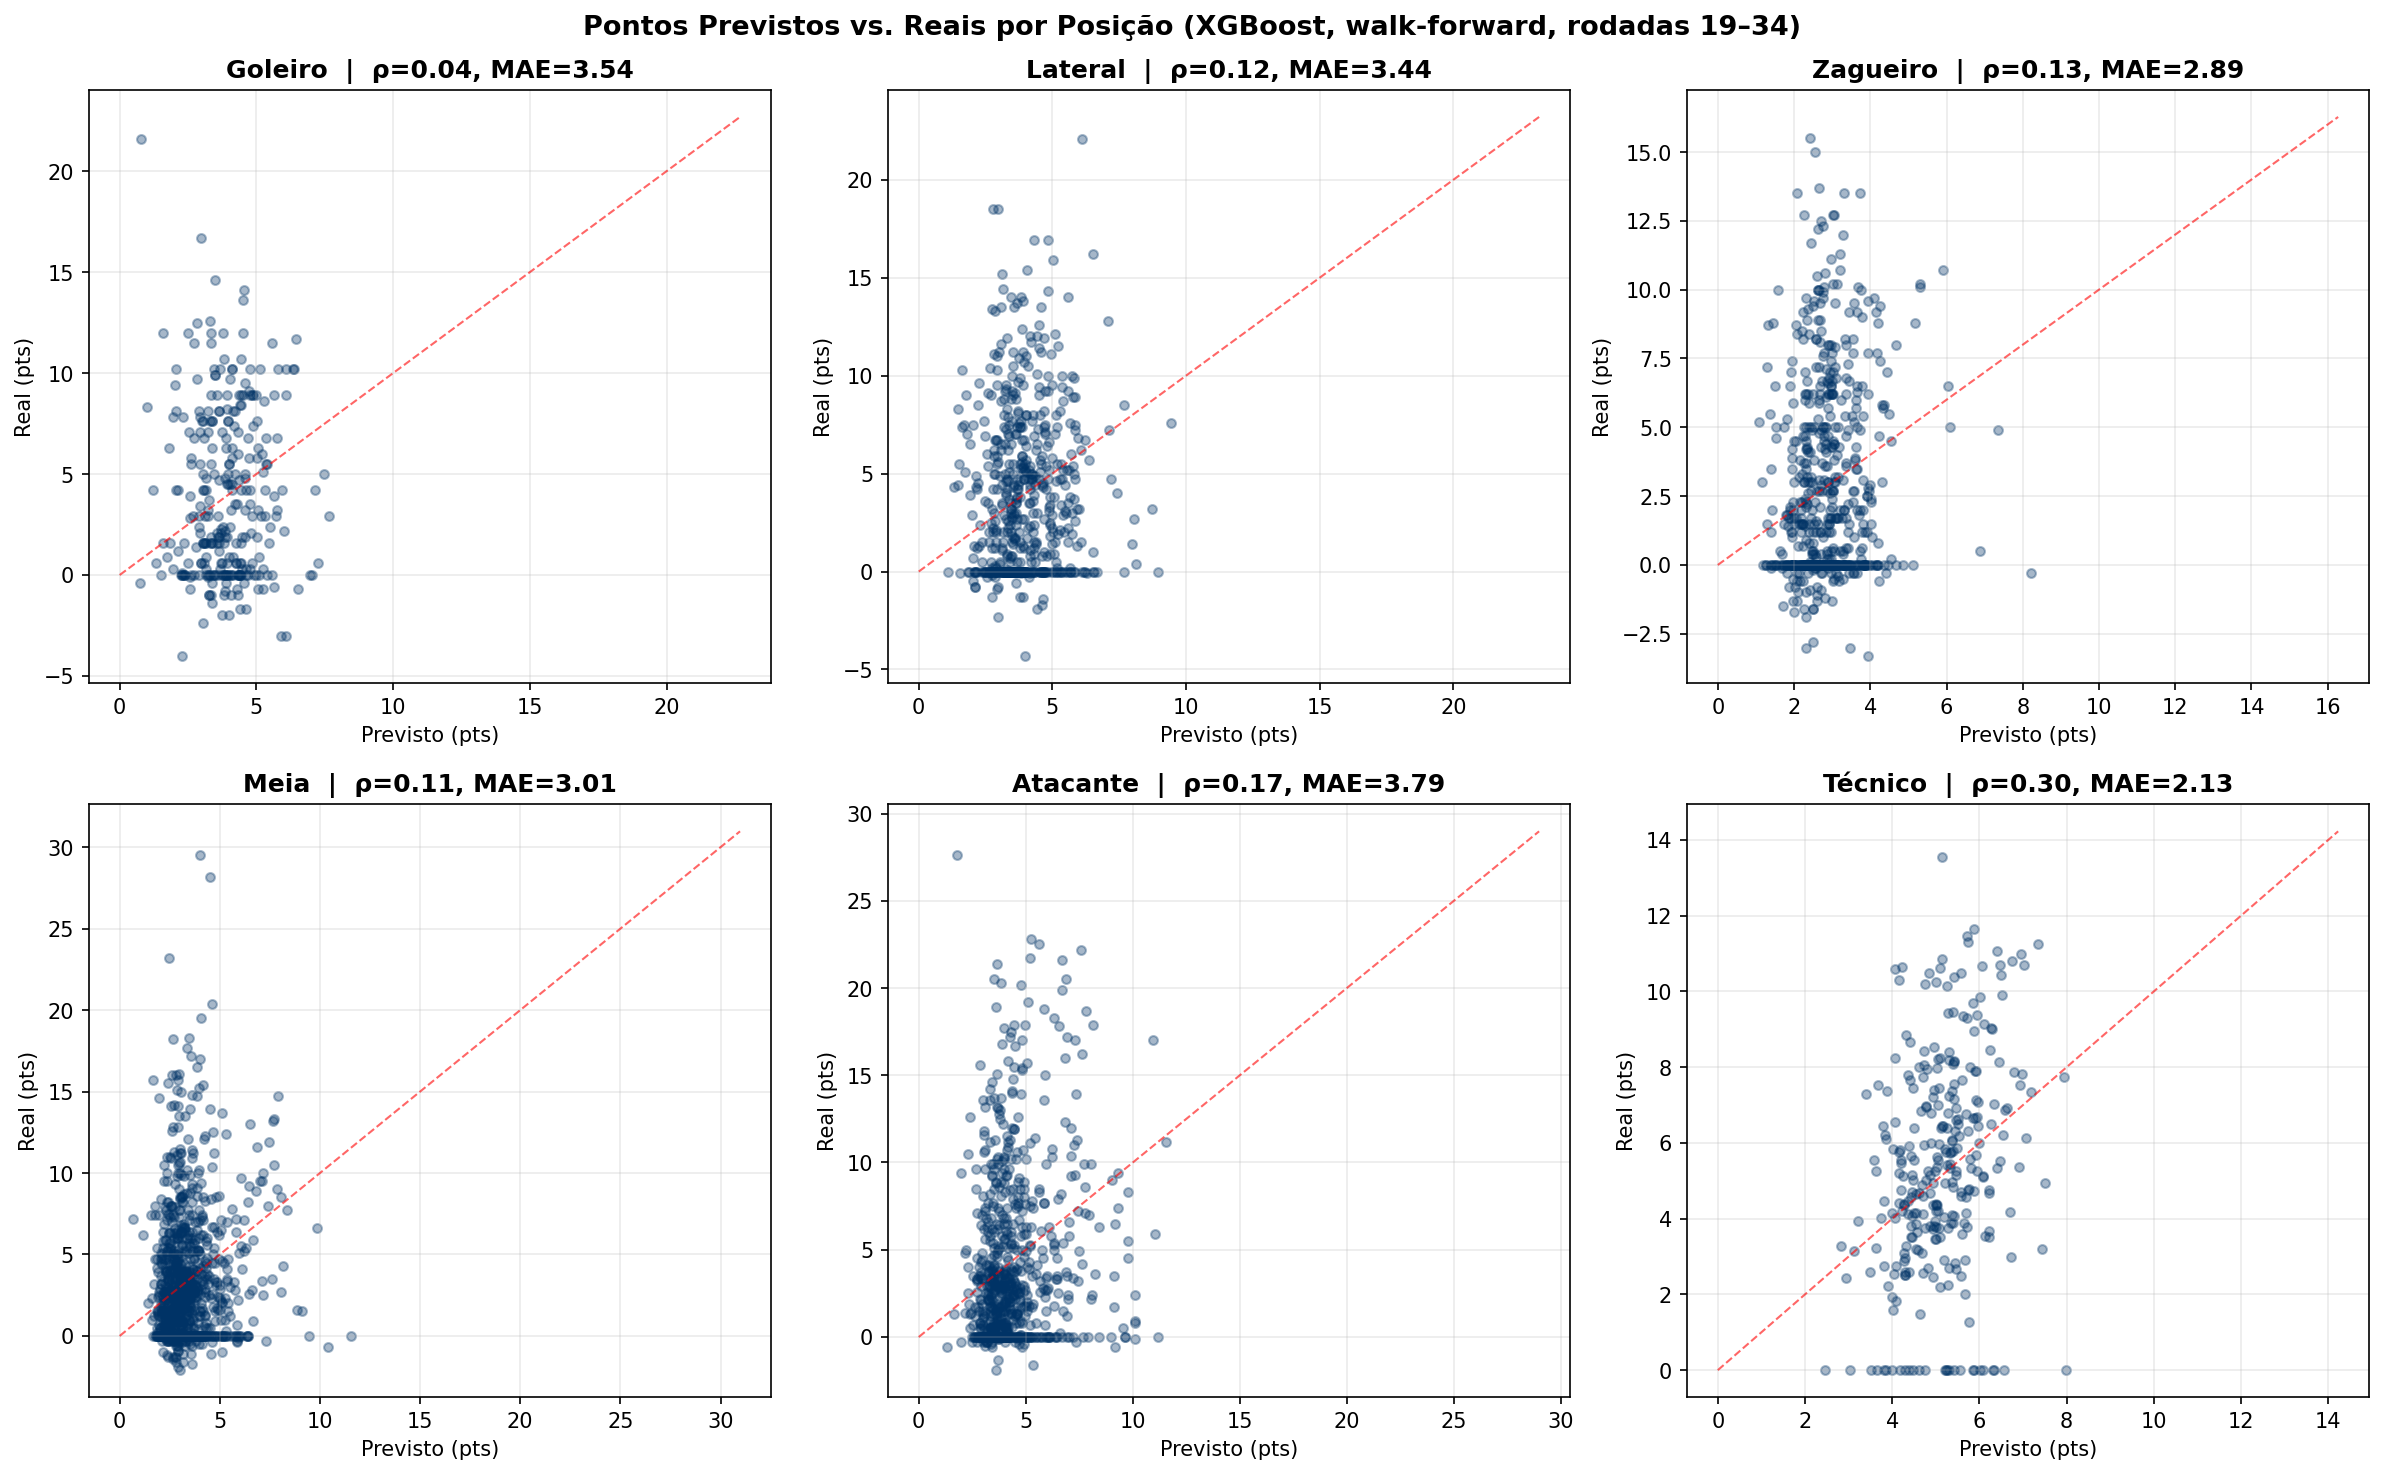 Pontos Previstos vs. Reais por Posição (XGBoost, walk-forward, rodadas 19–34)
Goleiro | ρ=0.04, MAE=3.54
Real (pts)
20
15
10
5
0
−5
0 5 10 15 20
Previsto (pts)
Lateral | ρ=0.12, MAE=3.44
Real (pts)
20
15
10
5
0
−5
0 5 10 15 20
Previsto (pts)
Zagueiro | ρ=0.13, MAE=2.89
Real (pts)
15.0
12.5
10.0
7.5
5.0
2.5
0.0
−2.5
0 2 4 6 8 10 12 14 16
Previsto (pts)
Meia | ρ=0.11, MAE=3.01
Real (pts)
30
25
20
15
10
5
0
0 5 10 15 20 25 30
Previsto (pts)
Atacante | ρ=0.17, MAE=3.79
Real (pts)
30
25
20
15
10
5
0
0 5 10 15 20 25 30
Previsto (pts)
Técnico | ρ=0.30, MAE=2.13
Real (pts)
14
12
10
8
6
4
2
0
0 2 4 6 8 10 12 14
Previsto (pts)